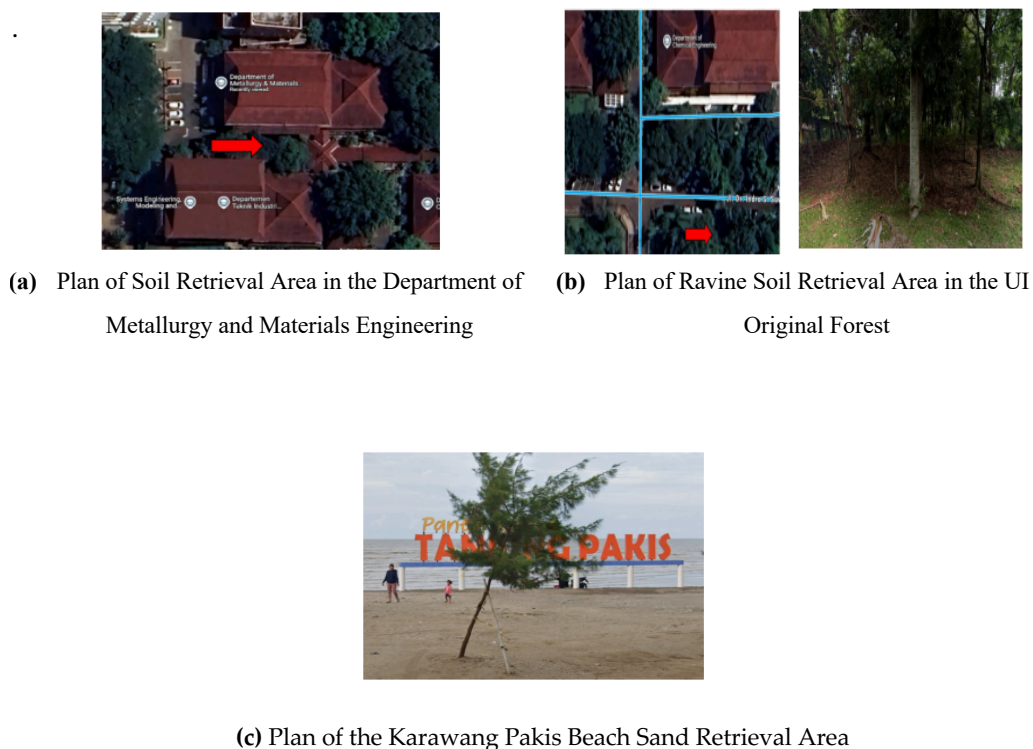 .
Department of
Metallurgy & Materials...
Recently viewed
Systems Engineering,
Modeling and
Departemen
Teknik Industri...
Department of
Chemical Engineering
(a) Plan of Soil Retrieval Area in the Department of
Metallurgy and Materials Engineering
(b) Plan of Ravine Soil Retrieval Area in the UI
Original Forest
PAKIS
(c) Plan of the Karawang Pakis Beach Sand Retrieval Area